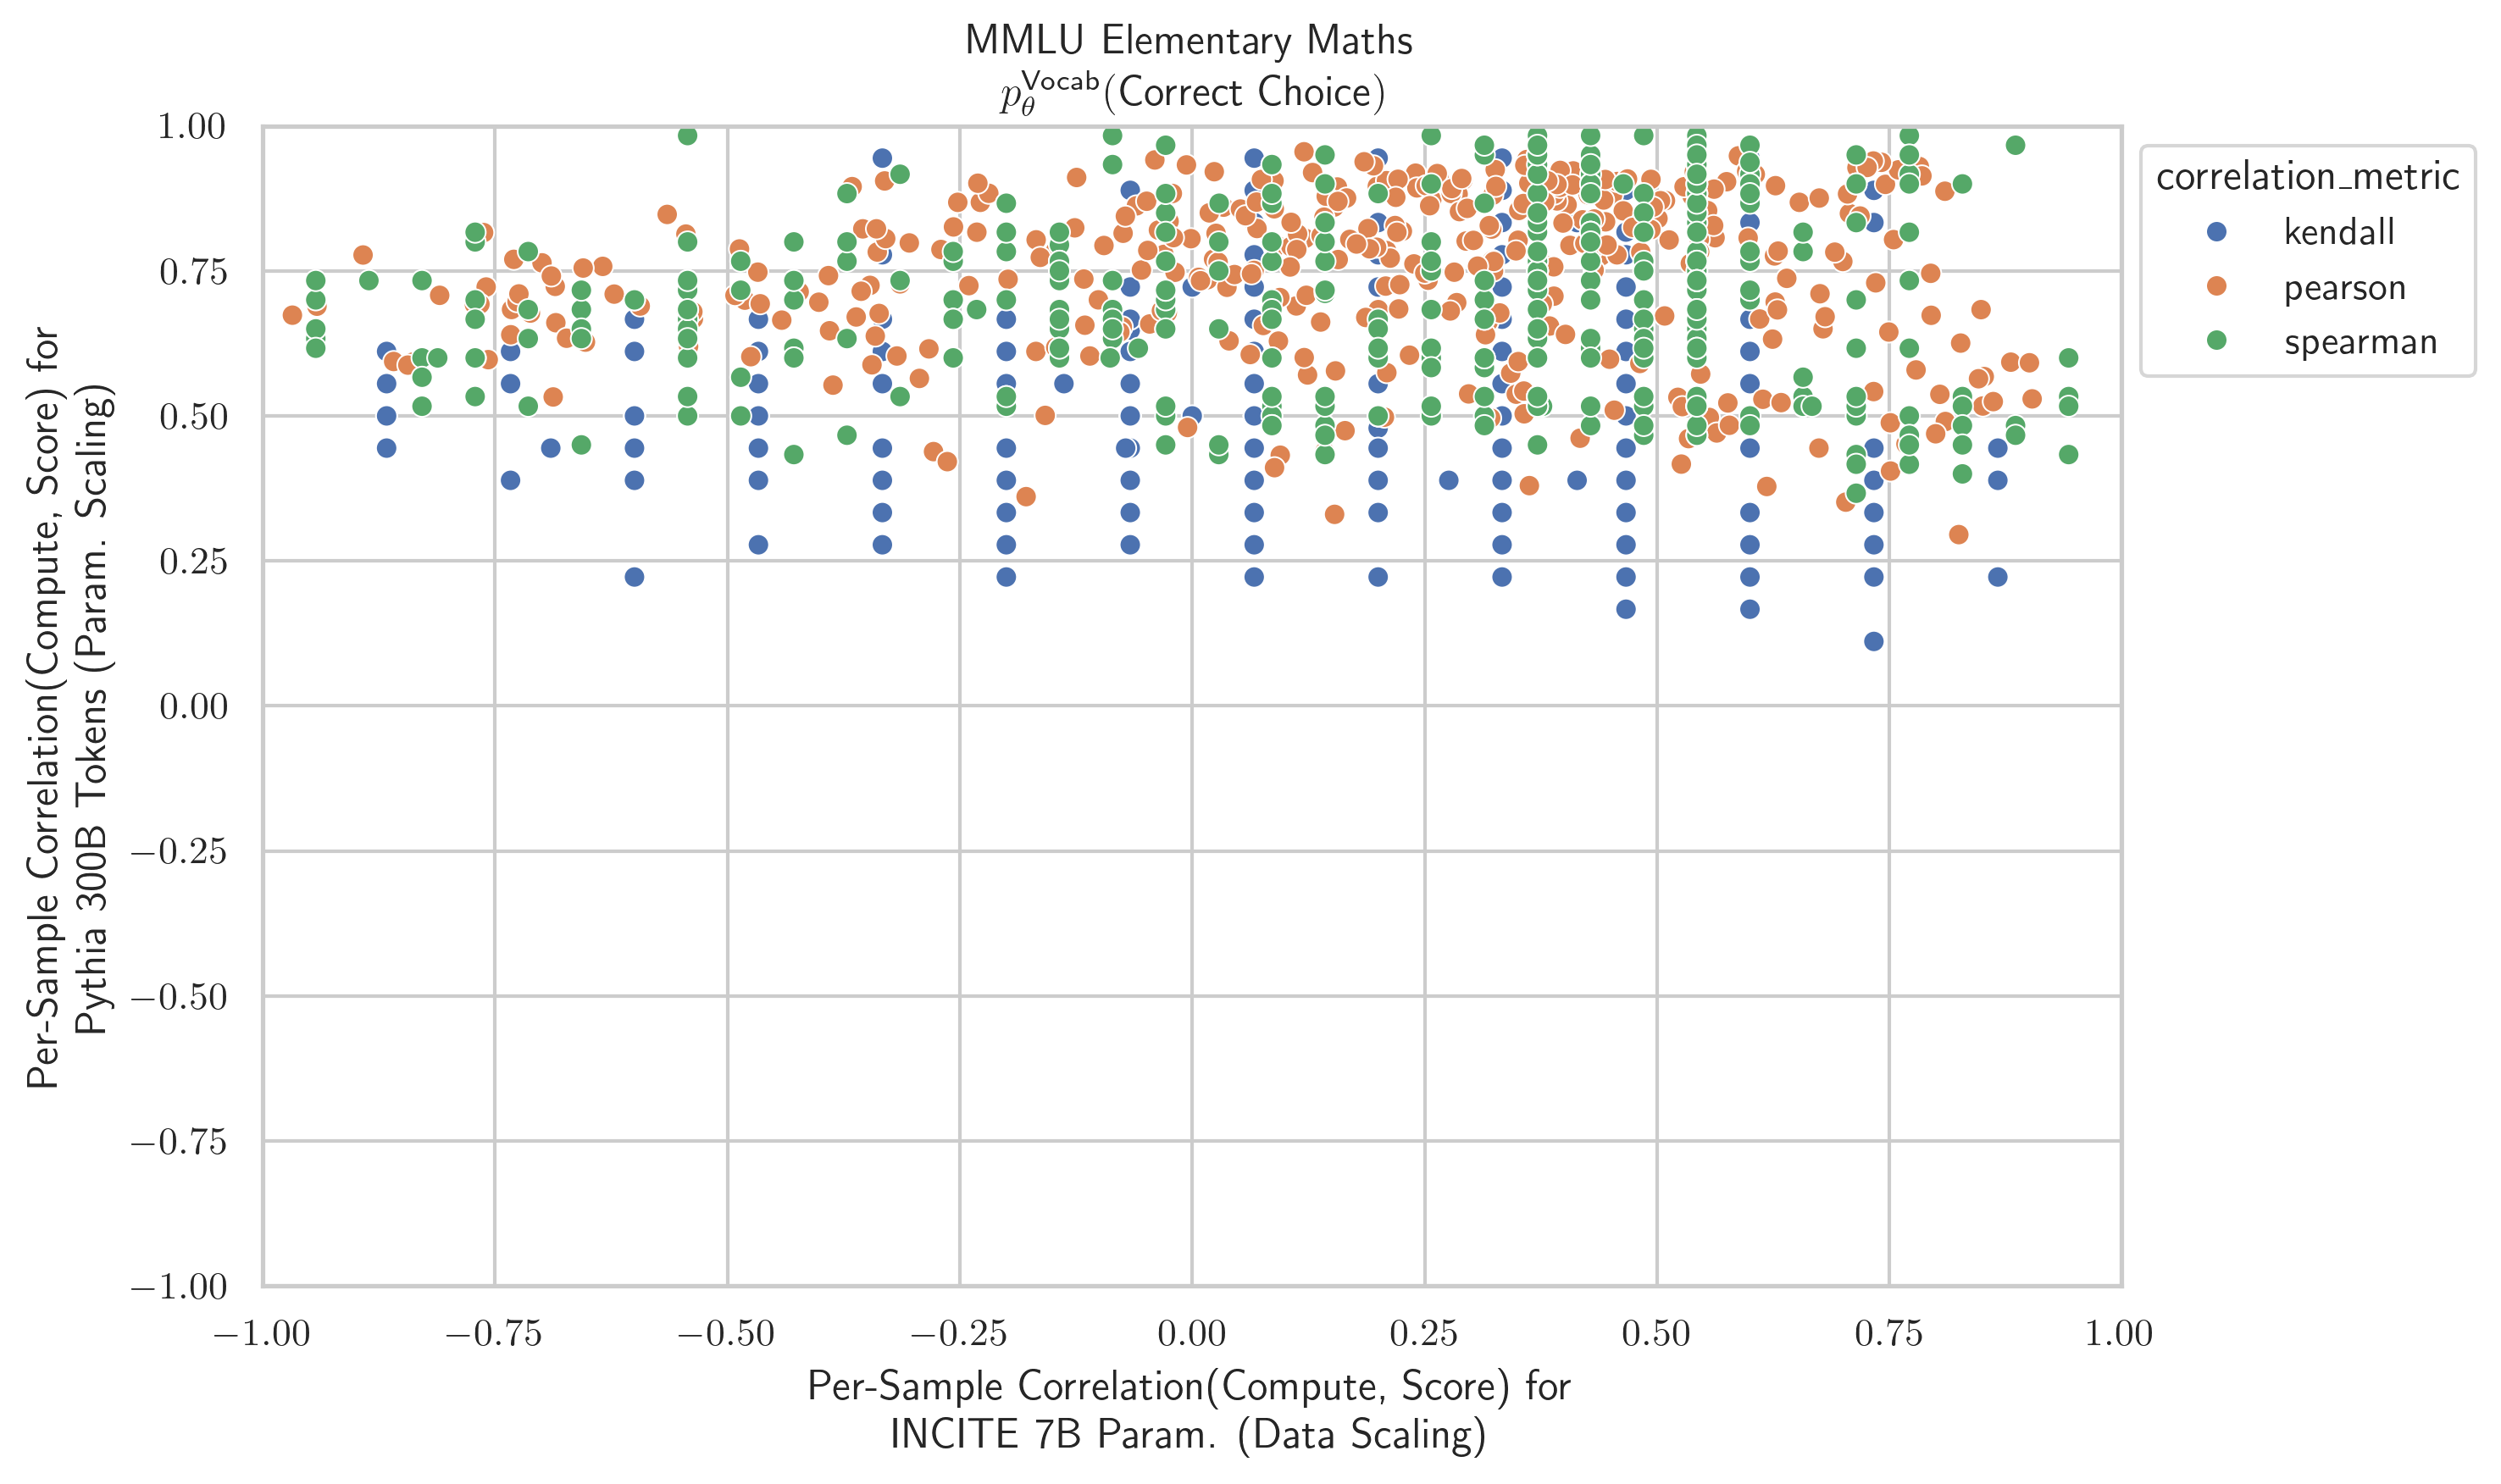 MMLU Elementary Maths
p_θ^Vocab(Correct Choice)
Per-Sample Correlation(Compute, Score) for
Pythia 300B Tokens (Param. Scaling)
1.00
0.75
0.50
0.25
0.00
−0.25
−0.50
−0.75
−1.00
−1.00 −0.75 −0.50 −0.25 0.00 0.25 0.50 0.75 1.00
Per-Sample Correlation(Compute, Score) for
INCITE 7B Param. (Data Scaling)
correlation_metric
kendall
pearson
spearman